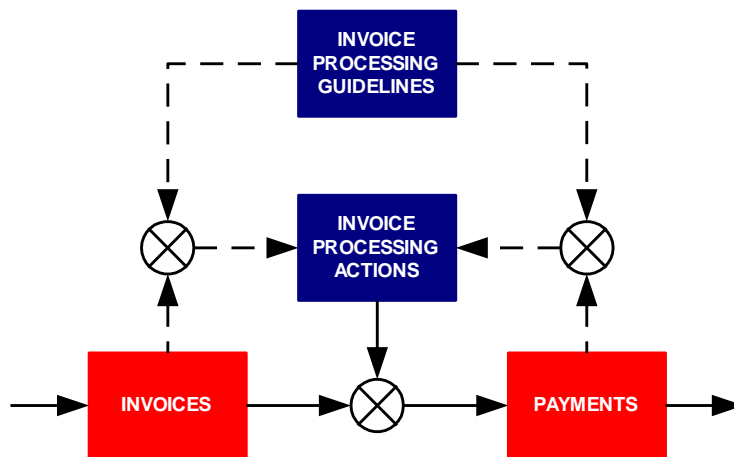 INVOICE
PROCESSING
GUIDELINES
INVOICE
PROCESSING
ACTIONS
INVOICES
PAYMENTS